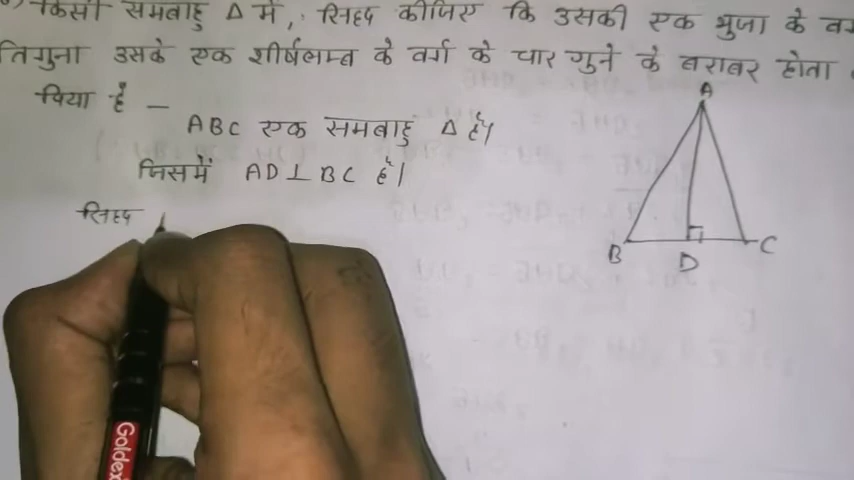 किसी समबाहु Δ में, सिद्ध कीजिए कि उसकी एक भुजा के वर्ग
तिगुना उसके एक शीर्षलम्ब के वर्ग के चार गुने के बराबर होता
दिया है –
ABC एक समबाहु Δ है।
जिसमें AD⊥BC है।
सिद्ध
A
B
D
C
Goldex